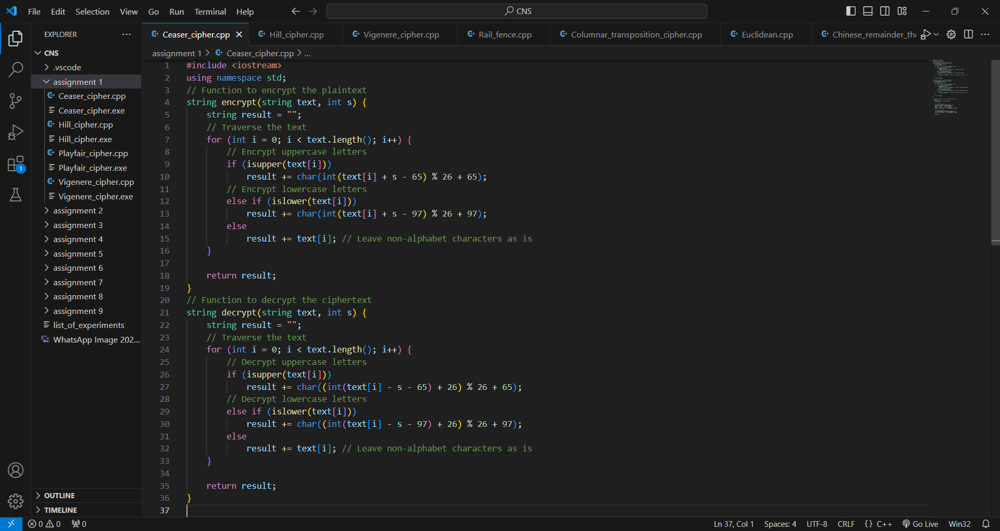 File Edit Selection View Go Run Terminal Help
CNS
EXPLORER
CNS
.vscode
assignment 1
Ceaser_cipher.cpp
Ceaser_cipher.exe
Hill_cipher.cpp
Hill_cipher.exe
Playfair_cipher.cpp
Playfair_cipher.exe
Vigenere_cipher.cpp
Vigenere_cipher.exe
assignment 2
assignment 3
assignment 4
assignment 5
assignment 6
assignment 7
assignment 8
assignment 9
list_of_experiments
WhatsApp Image 202...
OUTLINE
TIMELINE
1
Ceaser_cipher.cpp Hill_cipher.cpp Vigenere_cipher.cpp Rail_fence.cpp Columnar_transposition_cipher.cpp Euclidean.cpp Chinese_remainder_the
assignment 1 > Ceaser_cipher.cpp > ...
1 #include <iostream>
2 using namespace std;
3 // Function to encrypt the plaintext
4 string encrypt(string text, int s) {
5 string result = "";
6 // Traverse the text
7 for (int i = 0; i < text.length(); i++) {
8 // Encrypt uppercase letters
9 if (isupper(text[i]))
10 result += char(int(text[i] + s - 65) % 26 + 65);
11 // Encrypt lowercase letters
12 else if (islower(text[i]))
13 result += char(int(text[i] + s - 97) % 26 + 97);
14 else
15 result += text[i]; // Leave non-alphabet characters as is
16 }
17
18 return result;
19 }
20 // Function to decrypt the ciphertext
21 string decrypt(string text, int s) {
22 string result = "";
23 // Traverse the text
24 for (int i = 0; i < text.length(); i++) {
25 // Decrypt uppercase letters
26 if (isupper(text[i]))
27 result += char((int(text[i] - s - 65) + 26) % 26 + 65);
28 // Decrypt lowercase letters
29 else if (islower(text[i]))
30 result += char((int(text[i] - s - 97) + 26) % 26 + 97);
31 else
32 result += text[i]; // Leave non-alphabet characters as is
33 }
34
35 return result;
36 }
37
0 0 0 Ln 37, Col 1 Spaces: 4 UTF-8 CRLF {} C++ Go Live Win32